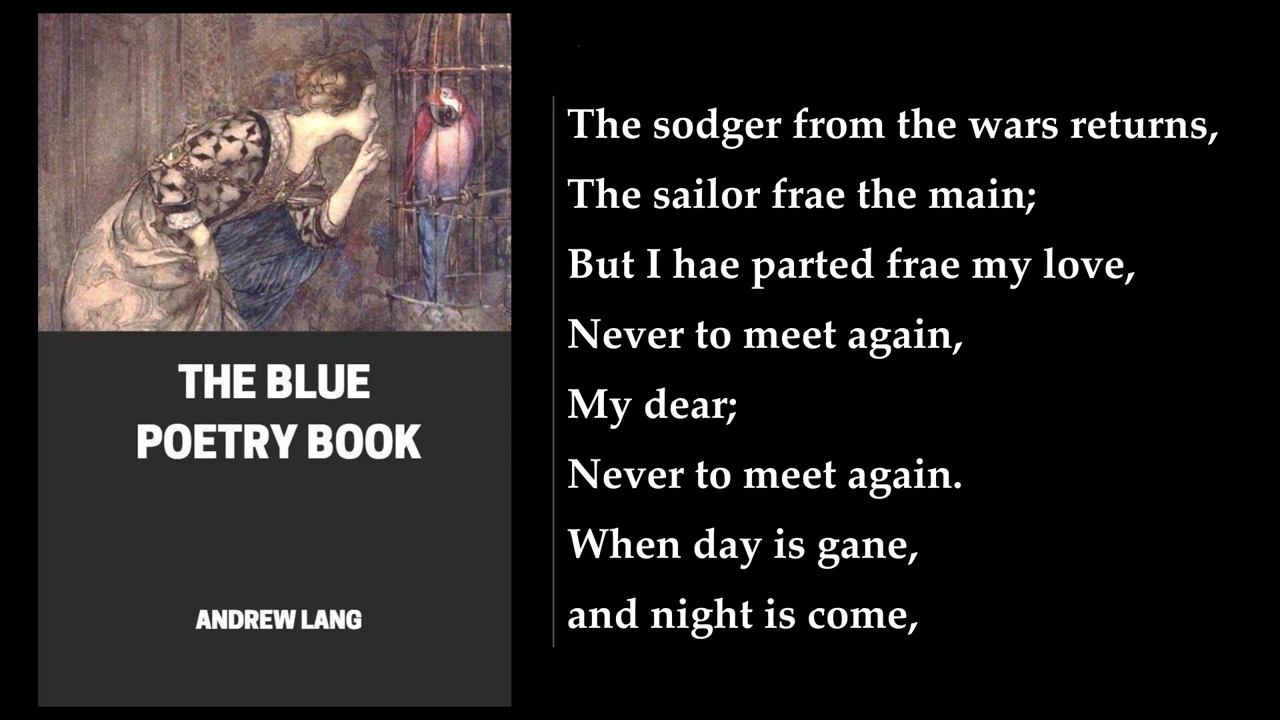 THE BLUE
POETRY BOOK
ANDREW LANG
The sodger from the wars returns,
The sailor frae the main;
But I hae parted frae my love,
Never to meet again,
My dear;
Never to meet again.
When day is gane,
and night is come,